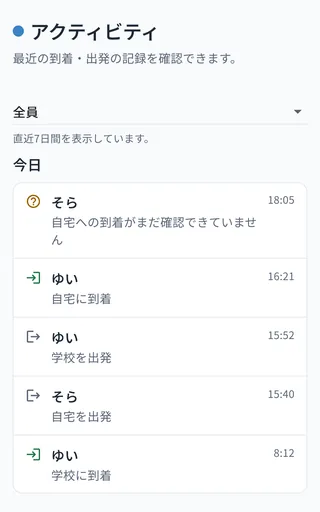 アクティビティ
最近の到着・出発の記録を確認できます。
全員
直近7日間を表示しています。
今日
そら 18:05
自宅への到着がまだ確認できていませ
ん
ゆい 16:21
自宅に到着
ゆい 15:52
学校を出発
そら 15:40
自宅を出発
ゆい 8:12
学校に到着